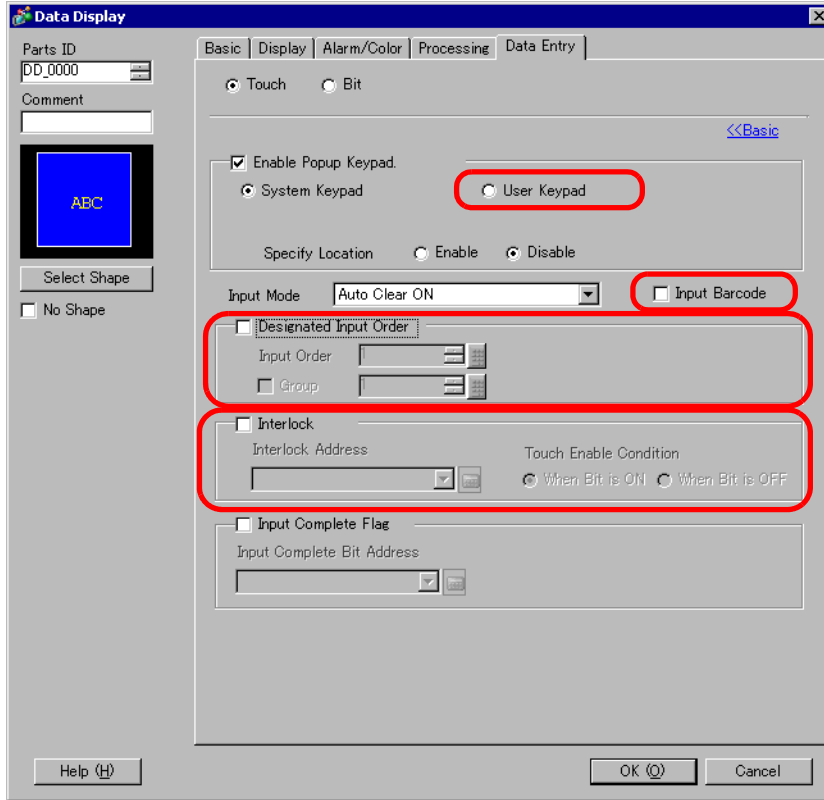 Data Display
Parts ID
DD_0000
Comment
ABC
Select Shape
No Shape
Basic Display Alarm/Color Processing Data Entry
Touch Bit
<<Basic
Enable Popup Keypad.
System Keypad User Keypad
Specify Location Enable Disable
Input Mode Auto Clear ON Input Barcode
Designated Input Order
Input Order 1
Group 1
Interlock
Interlock Address Touch Enable Condition
When Bit is ON When Bit is OFF
Input Complete Flag
Input Complete Bit Address
Help (H) OK (O) Cancel